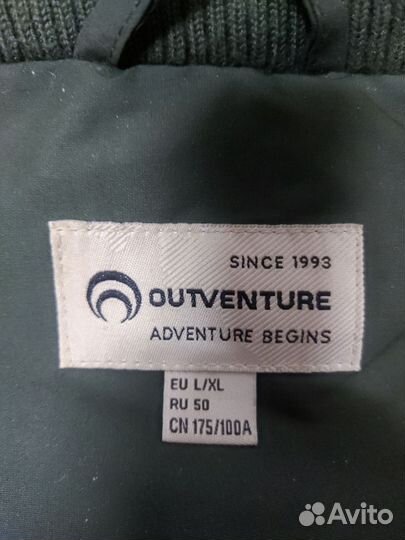 SINCE 1993
OUTVENTURE
ADVENTURE BEGINS
EU L/XL
RU 50
CN 175/100A
Avito